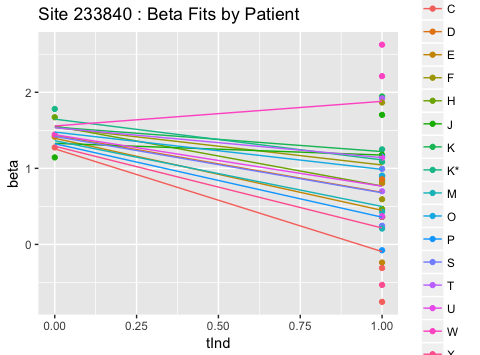 Site 233840 : Beta Fits by Patient
beta
2
1
0
0.00
0.25
0.50
0.75
1.00
tInd
C
D
E
F
H
J
K
K*
M
O
P
S
T
U
W